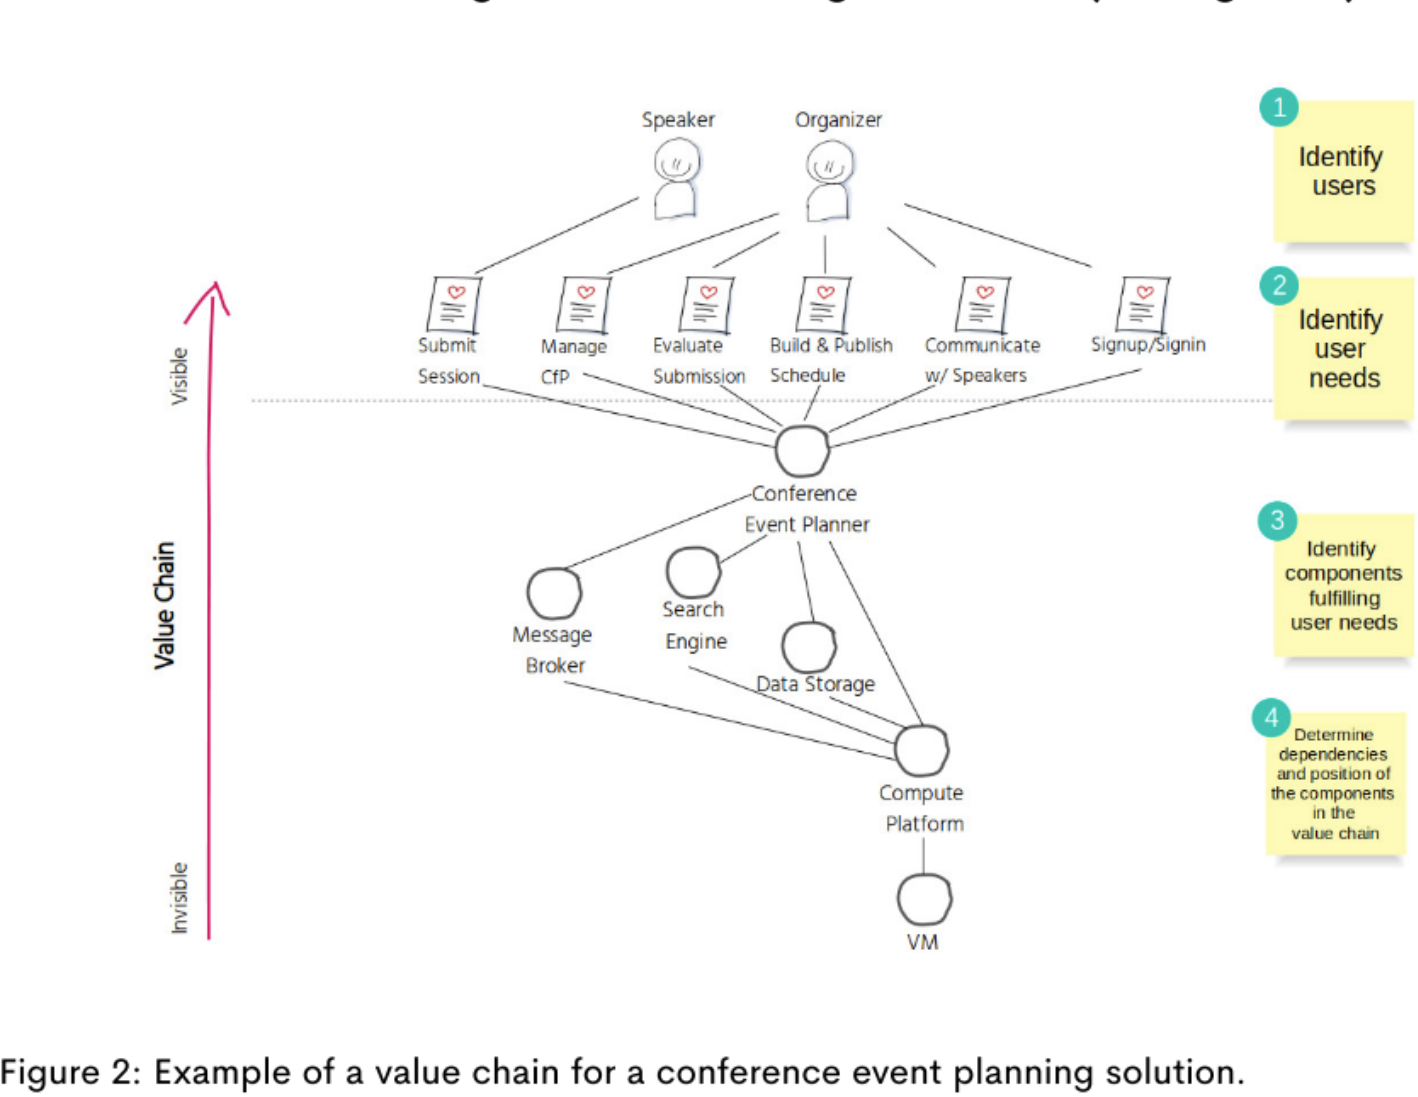 Speaker
Organizer
1
Identify
users
2
Identify
user
needs
Submit
Session
Manage
CfP
Evaluate
Submission
Build & Publish
Schedule
Communicate
w/ Speakers
Signup/Signin
Visible
Conference
Event Planner
3
Identify
components
fulfilling
user needs
Value Chain
Message
Broker
Search
Engine
Data Storage
4
Determine
dependencies
and position of
the components
in the
value chain
Compute
Platform
Invisible
VM
Figure 2: Example of a value chain for a conference event planning solution.